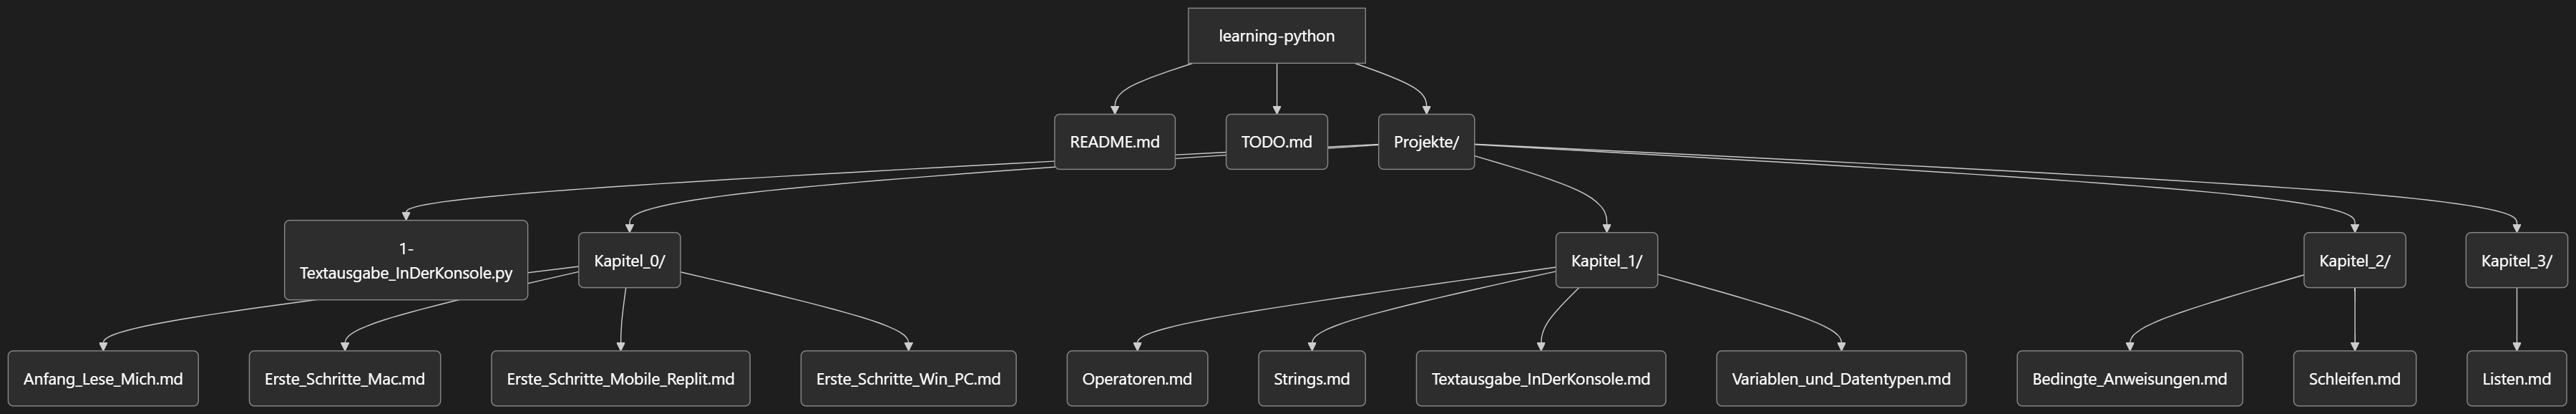 learning-python
README.md
TODO.md
Projekte/
1-
Textausgabe_InDerKonsole.py
Kapitel_0/
Kapitel_1/
Kapitel_2/
Kapitel_3/
Anfang_Lese_Mich.md
Erste_Schritte_Mac.md
Erste_Schritte_Mobile_Replit.md
Erste_Schritte_Win_PC.md
Operatoren.md
Strings.md
Textausgabe_InDerKonsole.md
Variablen_und_Datentypen.md
Bedingte_Anweisungen.md
Schleifen.md
Listen.md